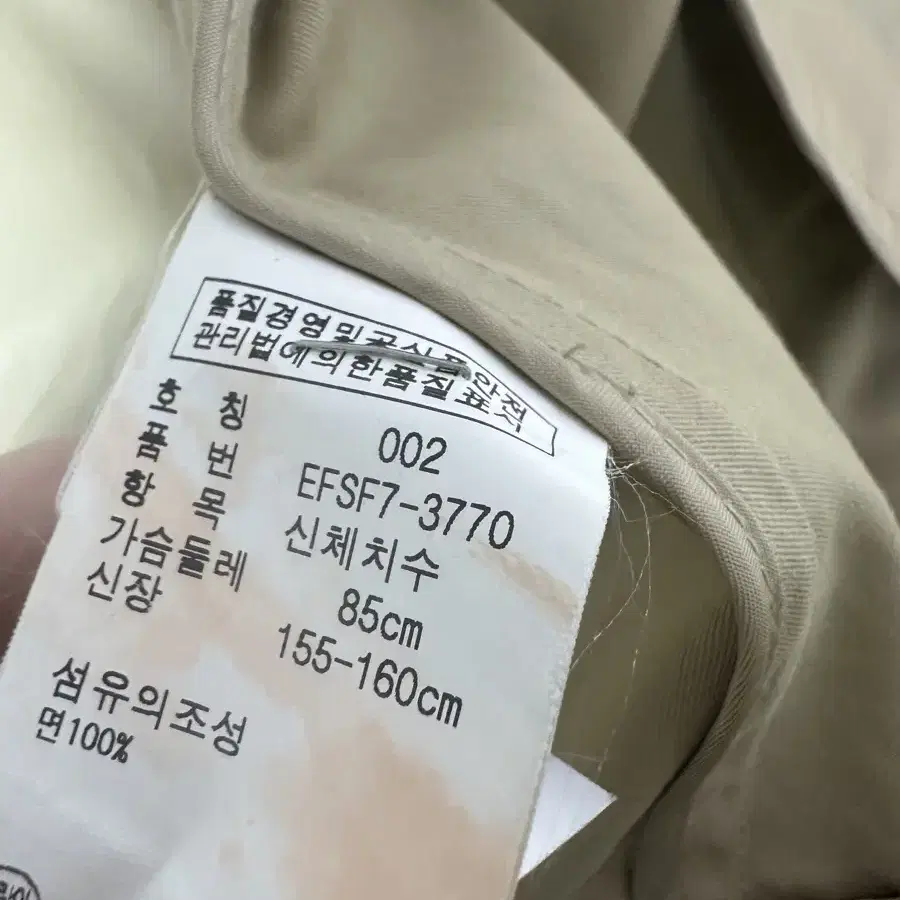 품질경영및공산품안전
관리법에의한품질표시
호 칭 002
품 번 EFSF7-3770
항 목 신체치수
가슴둘레 85cm
신장 155-160cm
섬유의조성
면100%